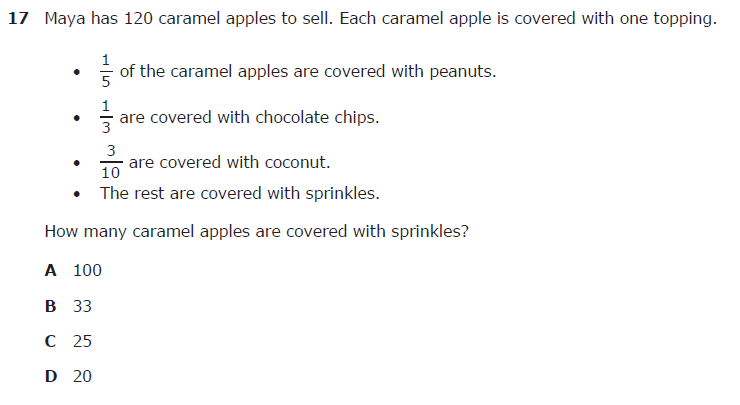 17 Maya has 120 caramel apples to sell. Each caramel apple is covered with one topping.
• 1/5 of the caramel apples are covered with peanuts.
• 1/3 are covered with chocolate chips.
• 3/10 are covered with coconut.
• The rest are covered with sprinkles.
How many caramel apples are covered with sprinkles?
A 100
B 33
C 25
D 20